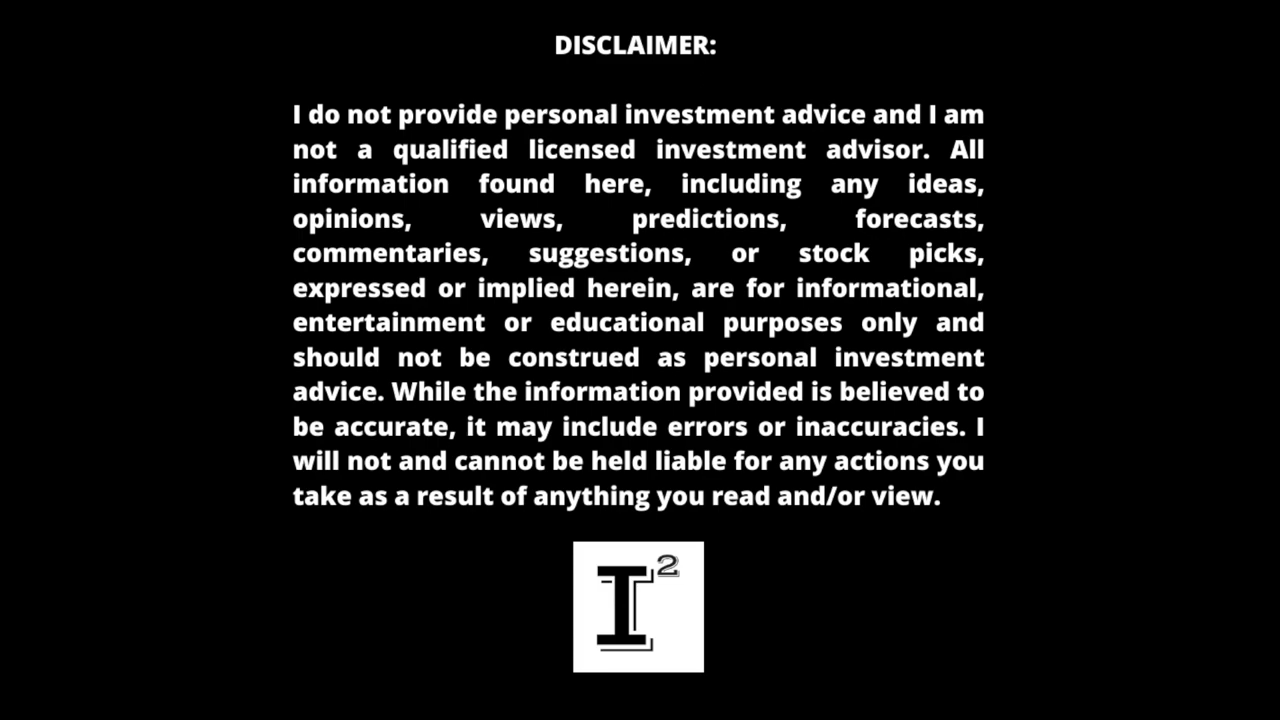 DISCLAIMER:
I do not provide personal investment advice and I am
not a qualified licensed investment advisor. All
information found here, including any ideas,
opinions, views, predictions, forecasts,
commentaries, suggestions, or stock picks,
expressed or implied herein, are for informational,
entertainment or educational purposes only and
should not be construed as personal investment
advice. While the information provided is believed to
be accurate, it may include errors or inaccuracies. I
will not and cannot be held liable for any actions you
take as a result of anything you read and/or view.
I²